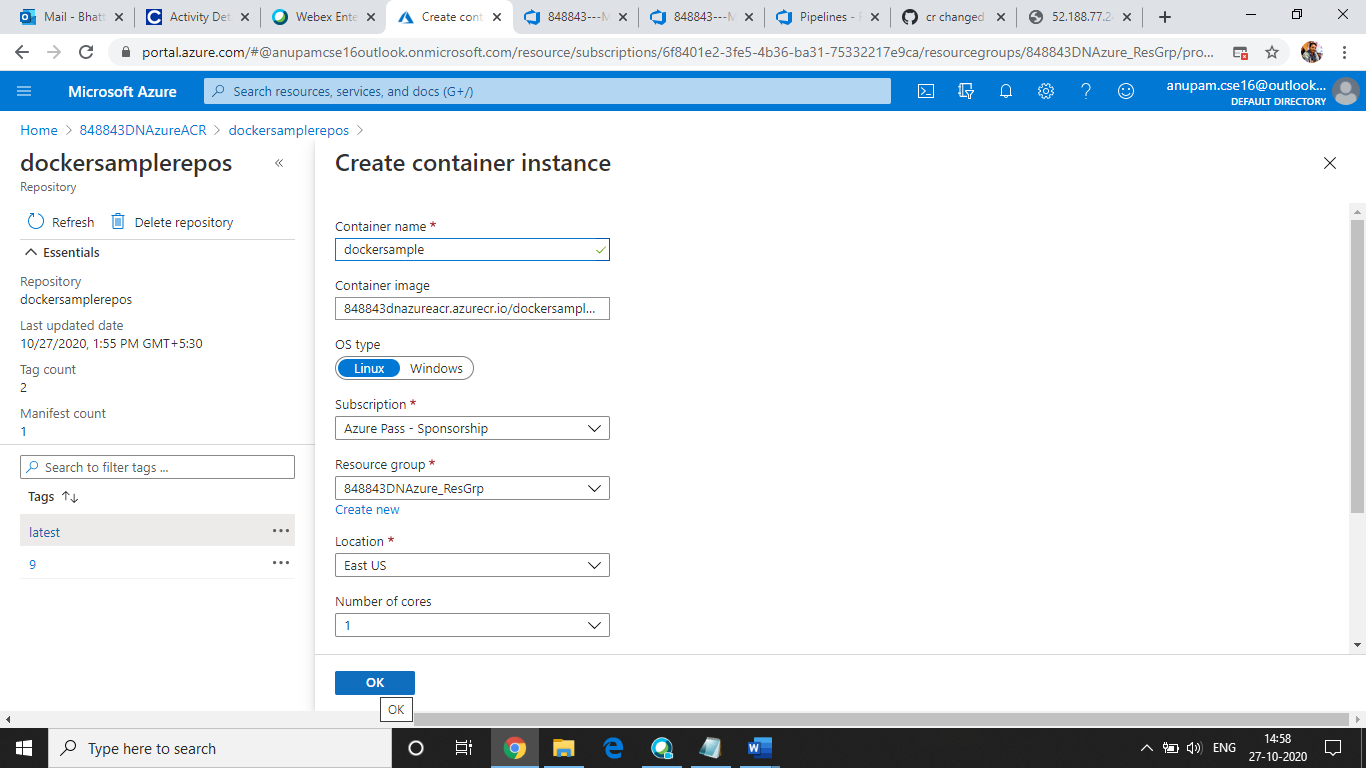 Mail - Bhatt
Activity Det
Webex Ente
Create cont
848843---M
848843---M
Pipelines -
cr changed
52.188.77.2
portal.azure.com/#@anupamcse16outlook.onmicrosoft.com/resource/subscriptions/6f8401e2-3fe5-4b36-ba31-75332217e9ca/resourcegroups/848843DNAzure_ResGrp/pro...
Microsoft Azure
Search resources, services, and docs (G+/)
anupam.cse16@outlook...
DEFAULT DIRECTORY
Home > 848843DNAzureACR > dockersamplerepos >
dockersamplerepos
Repository
Refresh
Delete repository
Essentials
Repository
dockersamplerepos
Last updated date
10/27/2020, 1:55 PM GMT+5:30
Tag count
2
Manifest count
1
Search to filter tags ...
Tags
latest
9
Create container instance
Container name *
dockersample
Container image
848843dnazureacr.azurecr.io/dockersampl...
OS type
Linux
Windows
Subscription *
Azure Pass - Sponsorship
Resource group *
848843DNAzure_ResGrp
Create new
Location *
East US
Number of cores
1
OK
OK
Type here to search
ENG
14:58
27-10-2020